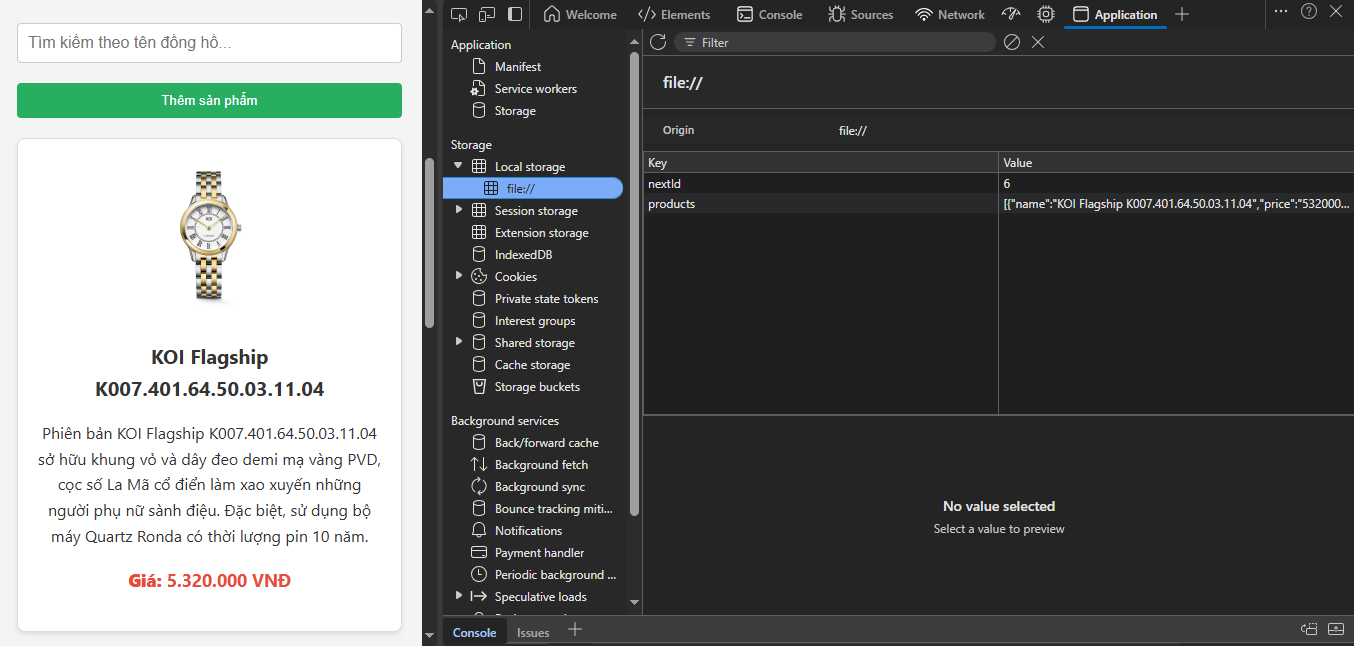 Tìm kiếm theo tên đồng hồ...
Thêm sản phẩm
KOI Flagship
K007.401.64.50.03.11.04
Phiên bản KOI Flagship K007.401.64.50.03.11.04
sở hữu khung vỏ và dây đeo demi mạ vàng PVD,
cọc số La Mã cổ điển làm xao xuyến những
người phụ nữ sành điệu. Đặc biệt, sử dụng bộ
máy Quartz Ronda có thời lượng pin 10 năm.
Giá: 5.320.000 VNĐ
Welcome
Elements
Console
Sources
Network
Application
Application
Manifest
Service workers
Storage
Storage
Local storage
file://
Session storage
Extension storage
IndexedDB
Cookies
Private state tokens
Interest groups
Shared storage
Cache storage
Storage buckets
Background services
Back/forward cache
Background fetch
Background sync
Bounce tracking miti...
Notifications
Payment handler
Periodic background ...
Speculative loads
Filter
file://
Origin file://
Key Value
nextId 6
products [{"name":"KOI Flagship K007.401.64.50.03.11.04","price":"532000...
No value selected
Select a value to preview
Console Issues